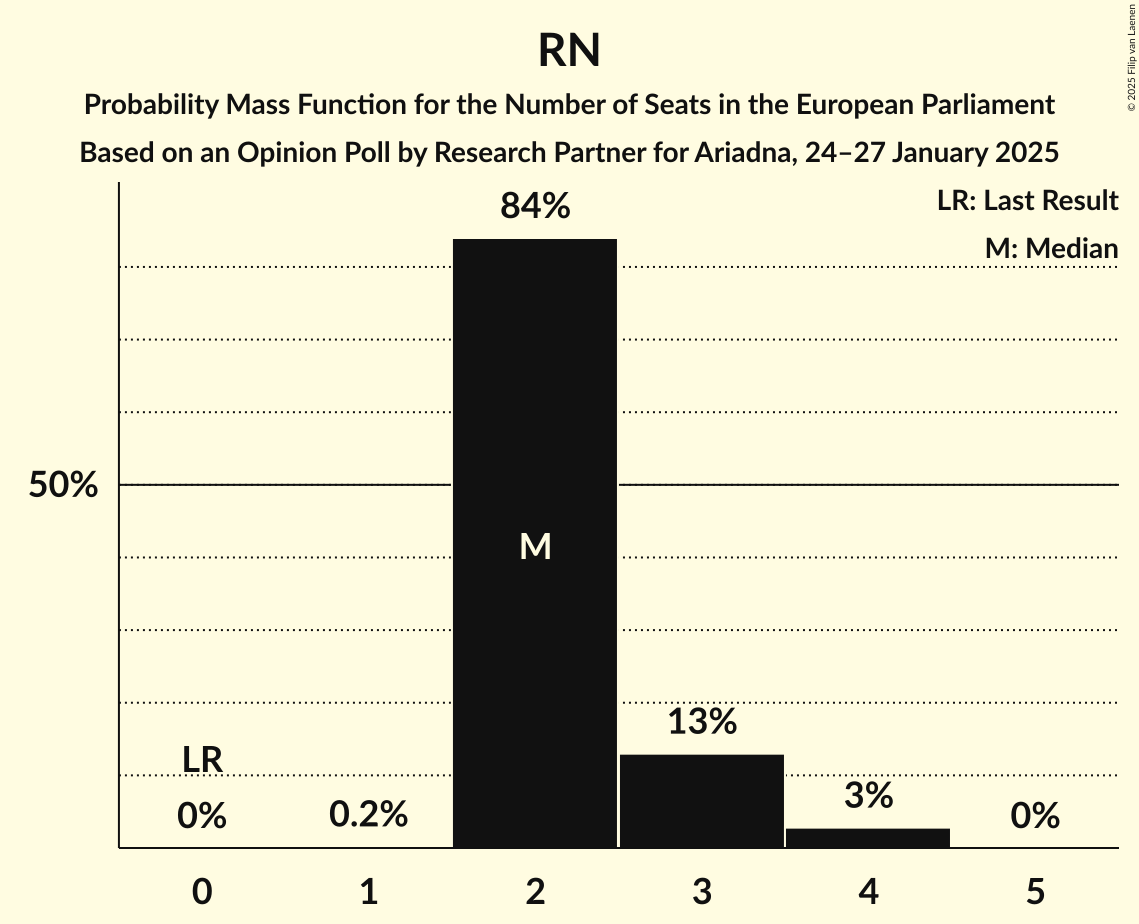 RN
Probability Mass Function for the Number of Seats in the European Parliament
Based on an Opinion Poll by Research Partner for Ariadna, 24–27 January 2025
© 2025 Filip van Laenen
LR: Last Result
M: Median
84%
50%
M
13%
LR
3%
0%
0.2%
0%
0 1 2 3 4 5